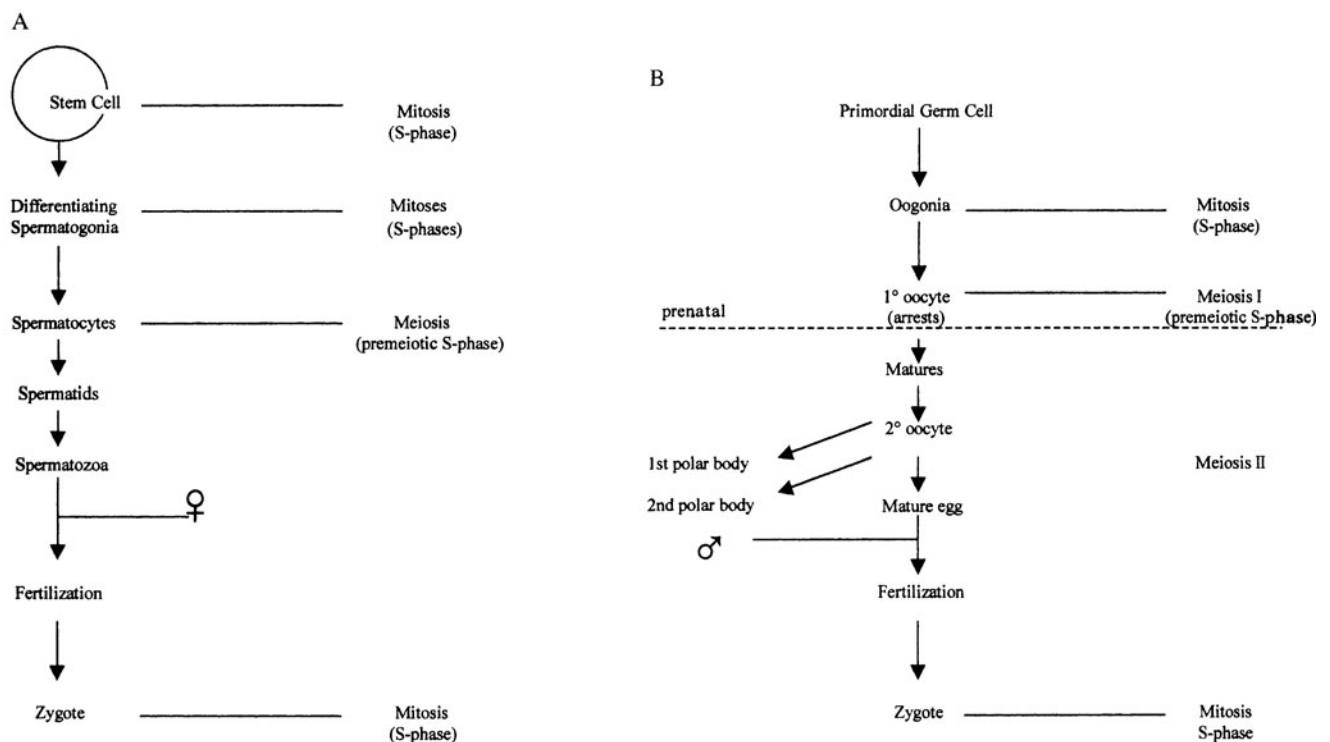 A
Stem Cell
Mitosis
(S-phase)
Differentiating
Spermatogonia
Mitoses
(S-phases)
Spermatocytes
Meiosis
(premeiotic S-phase)
Spermatids
Spermatozoa
♀
Fertilization
Zygote
Mitosis
(S-phase)
B
Primordial Germ Cell
Oogonia
Mitosis
(S-phase)
1° oocyte
(arrests)
Meiosis I
(premeiotic S-phase)
prenatal
Matures
2° oocyte
1st polar body
Meiosis II
2nd polar body
Mature egg
♂
Fertilization
Zygote
Mitosis
S-phase